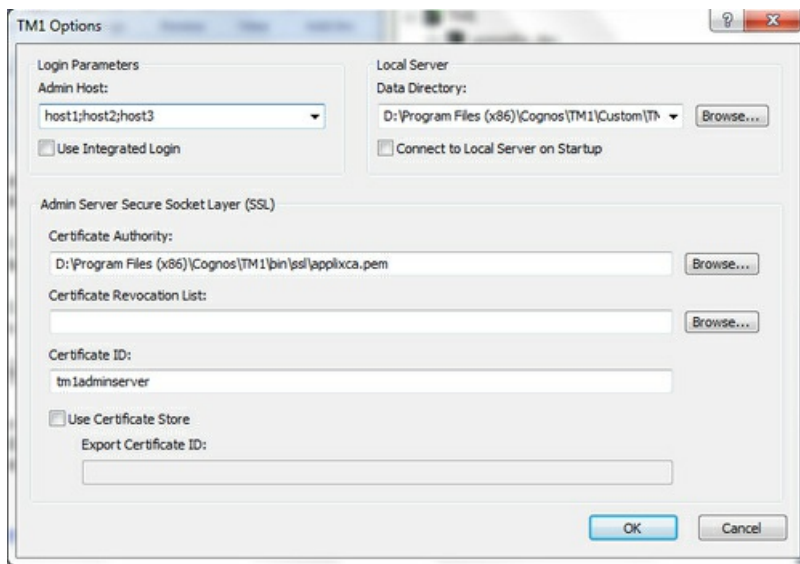 TM1 Options
Login Parameters
Admin Host:
host1;host2;host3
Use Integrated Login
Local Server
Data Directory:
D:\Program Files (x86)\Cognos\TM1\Custom\TM
Browse...
Connect to Local Server on Startup
Admin Server Secure Socket Layer (SSL)
Certificate Authority:
D:\Program Files (x86)\Cognos\TM1\bin\ssl\applixca.pem
Browse...
Certificate Revocation List:
Browse...
Certificate ID:
tm1adminserver
Use Certificate Store
Export Certificate ID:
OK
Cancel